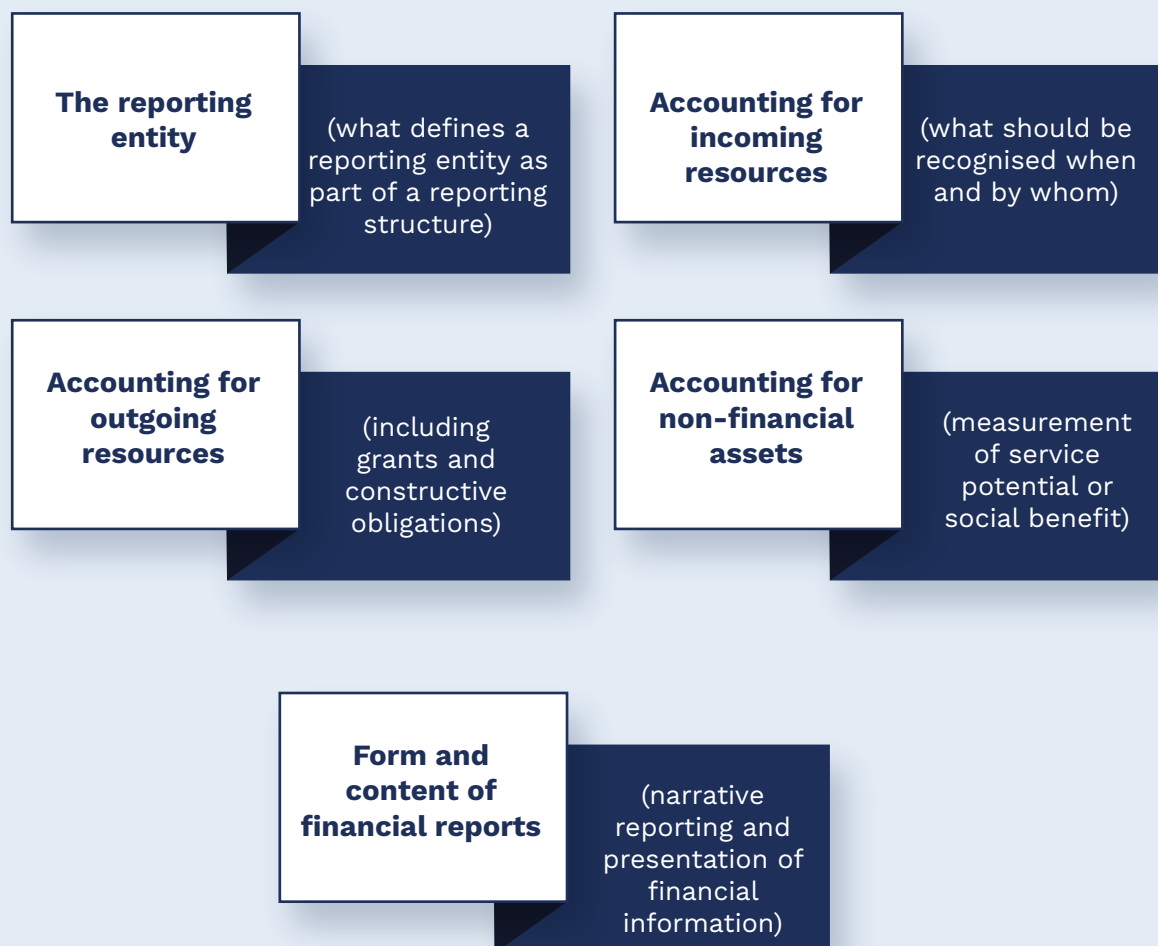 The reporting
entity
(what defines a
reporting entity as
part of a reporting
structure)
Accounting for
incoming
resources
(what should be
recognised when
and by whom)
Accounting for
outgoing
resources
(including
grants and
constructive
obligations)
Accounting for
non-financial
assets
(measurement
of service
potential or
social benefit)
Form and
content of
financial reports
(narrative
reporting and
presentation of
financial
information)